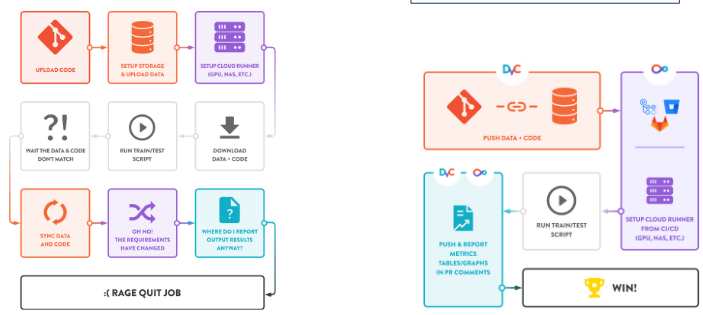 UPLOAD CODE
SETUP STORAGE
& UPLOAD DATA
SETUP CLOUD RUNNER
(GPU, NAS, ETC.)
?!
WAIT THE DATA & CODE
DON'T MATCH
RUN TRAIN/TEST
SCRIPT
DOWNLOAD
DATA + CODE
SYNC DATA
AND CODE
OH NO!
THE REQUIREMENTS
HAVE CHANGED
?
WHERE DO I REPORT
OUTPUT RESULTS
ANYWAY?
:( RAGE QUIT JOB
DVC
PUSH DATA + CODE
SETUP CLOUD RUNNER
FROM CI/CD
(GPU, NAS, ETC.)
RUN TRAIN/TEST
SCRIPT
DVC
PUSH & REPORT
METRICS
TABLES/GRAPHS
IN PR COMMENTS
WIN!